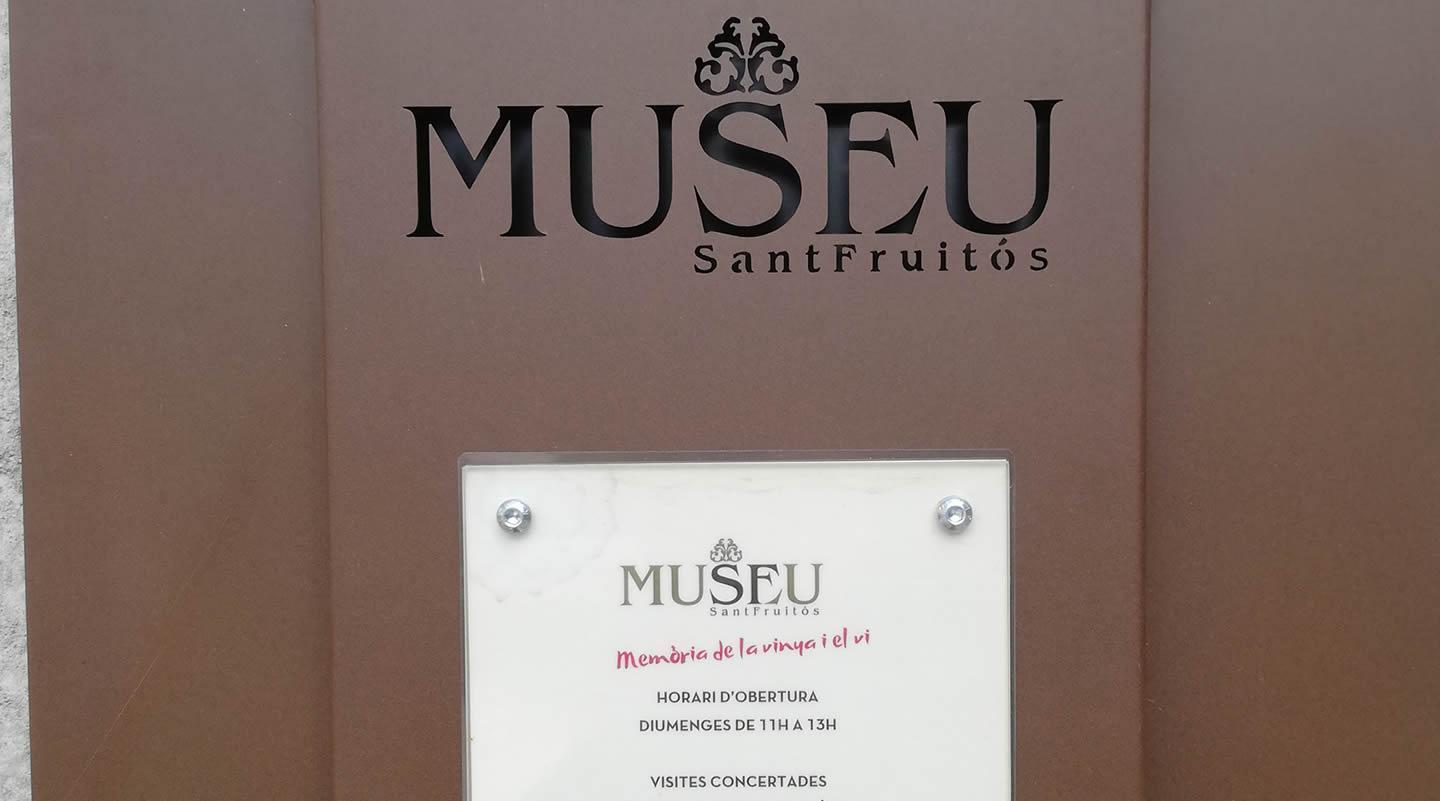 MUSEU
SantFruitós
MUSEU
SantFruitós
Memòria de la vinya i el vi
HORARI D'OBERTURA
DIUMENGES DE 11H A 13H
VISITES CONCERTADES